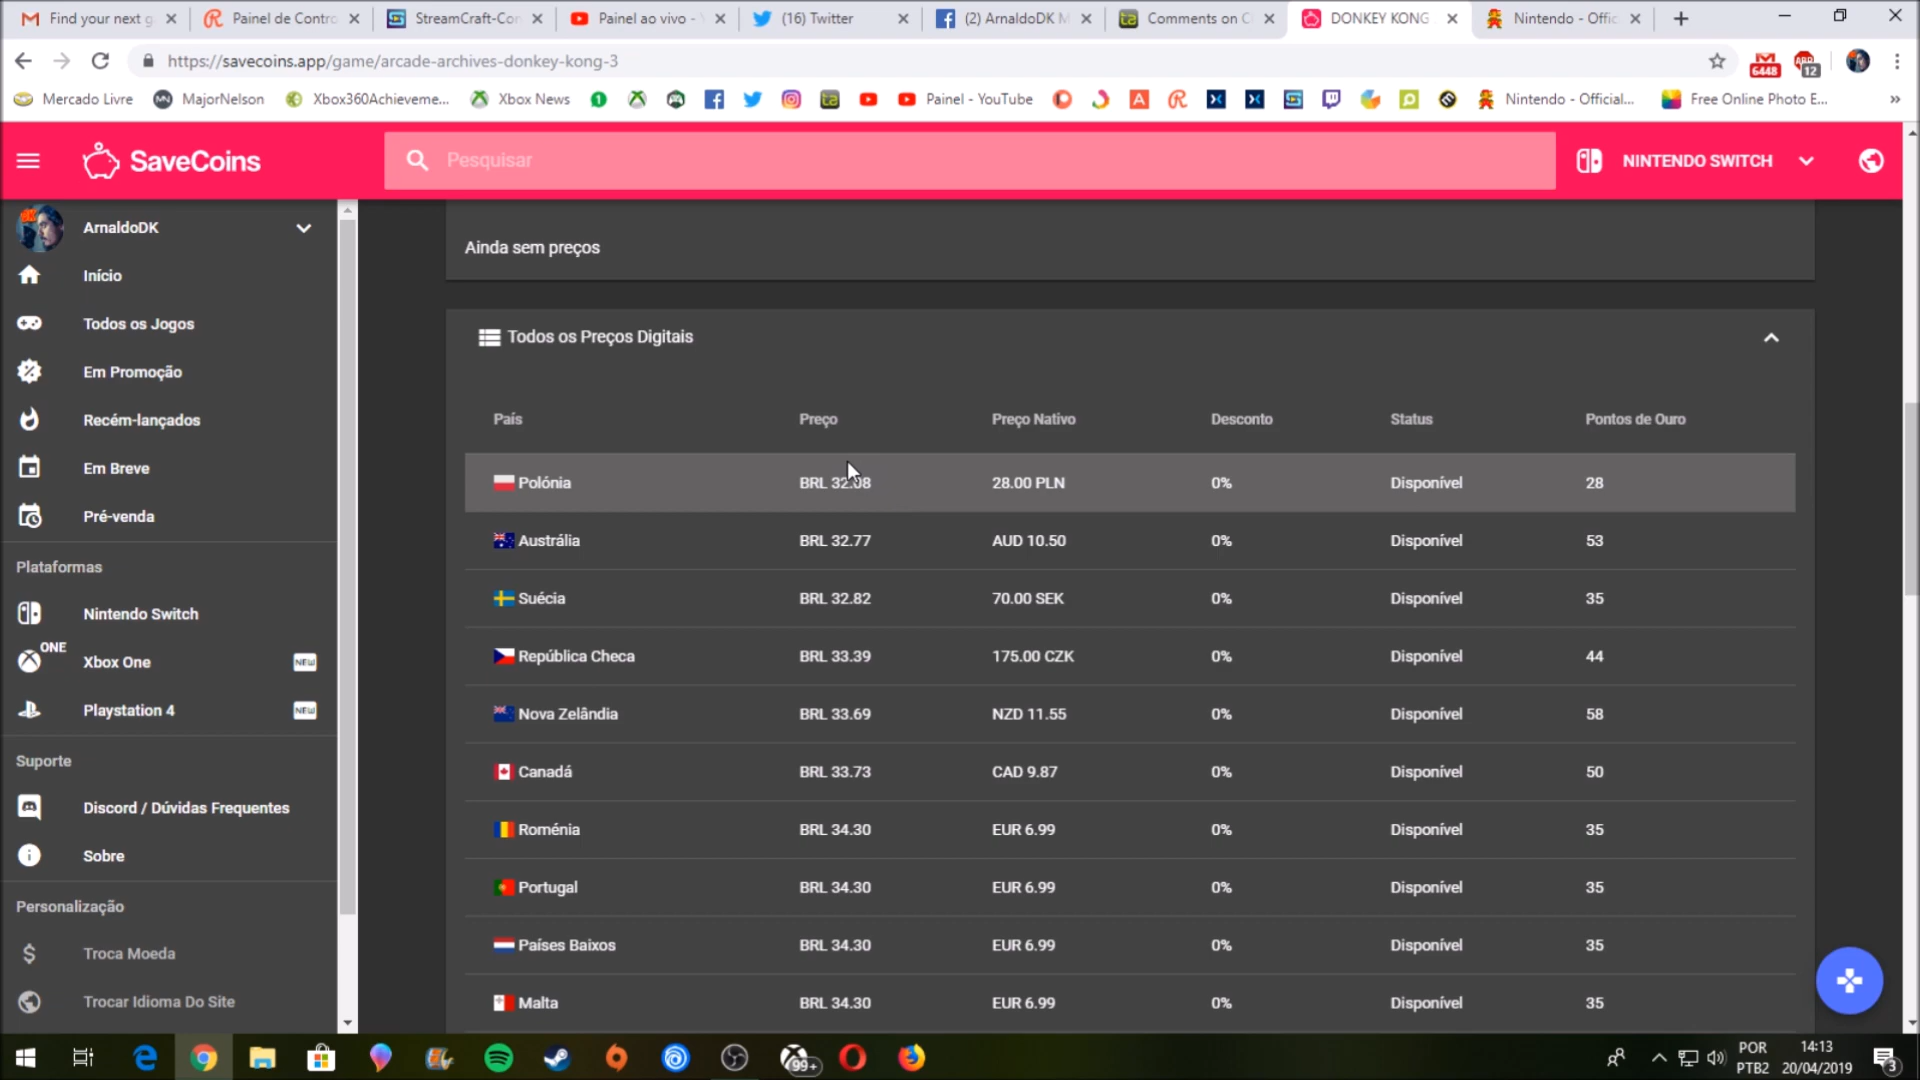 Find your next g
Painel de Contro
StreamCraft-Con
Painel ao vivo -
(16) Twitter
(2) ArnaldoDK M
Comments on C
DONKEY KONG
Nintendo - Offic
https://savecoins.app/game/arcade-archives-donkey-kong-3
6448
12
Mercado Livre
MajorNelson
Xbox360Achieveme...
Xbox News
Painel - YouTube
Nintendo - Official...
Free Online Photo E...
»
SaveCoins
Pesquisar
NINTENDO SWITCH
ArnaldoDK
Início
Todos os Jogos
Em Promoção
Recém-lançados
Em Breve
Pré-venda
Plataformas
Nintendo Switch
ONE
Xbox One
NEW
Playstation 4
NEW
Suporte
Discord / Dúvidas Frequentes
Sobre
Personalização
Troca Moeda
Trocar Idioma Do Site
Ainda sem preços
Todos os Preços Digitais
País Preço Preço Nativo Desconto Status Pontos de Ouro
Polónia BRL 32.08 28.00 PLN 0% Disponível 28
Austrália BRL 32.77 AUD 10.50 0% Disponível 53
Suécia BRL 32.82 70.00 SEK 0% Disponível 35
República Checa BRL 33.39 175.00 CZK 0% Disponível 44
Nova Zelândia BRL 33.69 NZD 11.55 0% Disponível 58
Canadá BRL 33.73 CAD 9.87 0% Disponível 50
Roménia BRL 34.30 EUR 6.99 0% Disponível 35
Portugal BRL 34.30 EUR 6.99 0% Disponível 35
Países Baixos BRL 34.30 EUR 6.99 0% Disponível 35
Malta BRL 34.30 EUR 6.99 0% Disponível 35
99+
POR
PTB2
14:13
20/04/2019
3